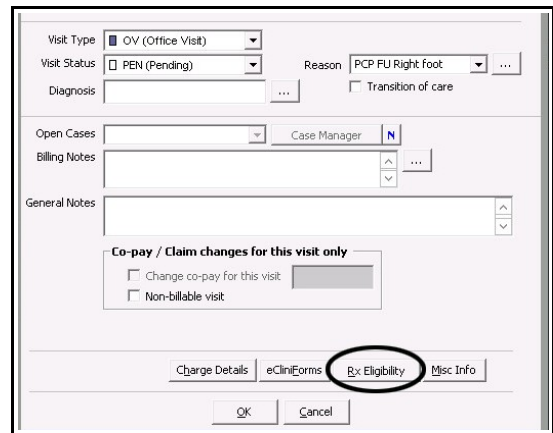 Visit Type OV (Office Visit)
Visit Status PEN (Pending) Reason PCP FU Right foot ...
Diagnosis ... Transition of care
Open Cases Case Manager N
Billing Notes ...
General Notes
Co-pay / Claim changes for this visit only
Change co-pay for this visit
Non-billable visit
Charge Details eCliniForms Rx Eligibility Misc Info
OK Cancel